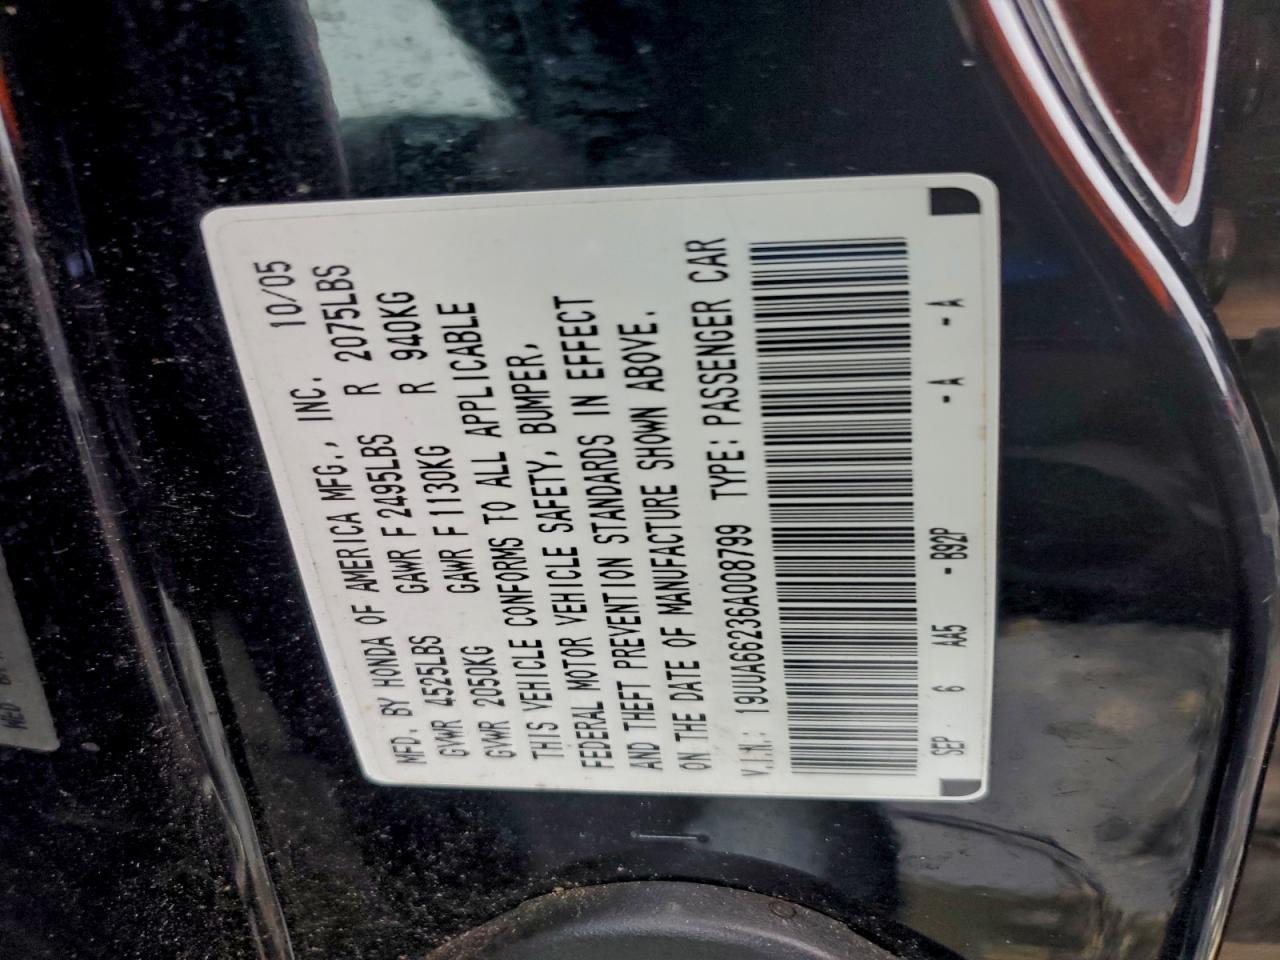 MFD. BY HONDA OF AMERICA MFG., INC. 10/05
GVWR 4525LBS GAWR F 2495LBS R 2075LBS
GVWR 2050KG GAWR F 1130KG R 940KG
THIS VEHICLE CONFORMS TO ALL APPLICABLE
FEDERAL MOTOR VEHICLE SAFETY, BUMPER,
AND THEFT PREVENTION STANDARDS IN EFFECT
ON THE DATE OF MANUFACTURE SHOWN ABOVE.
V.I.N.: 19UUA66236A008799 TYPE: PASSENGER CAR
SEP. 6 AA5 - B92P - A - A